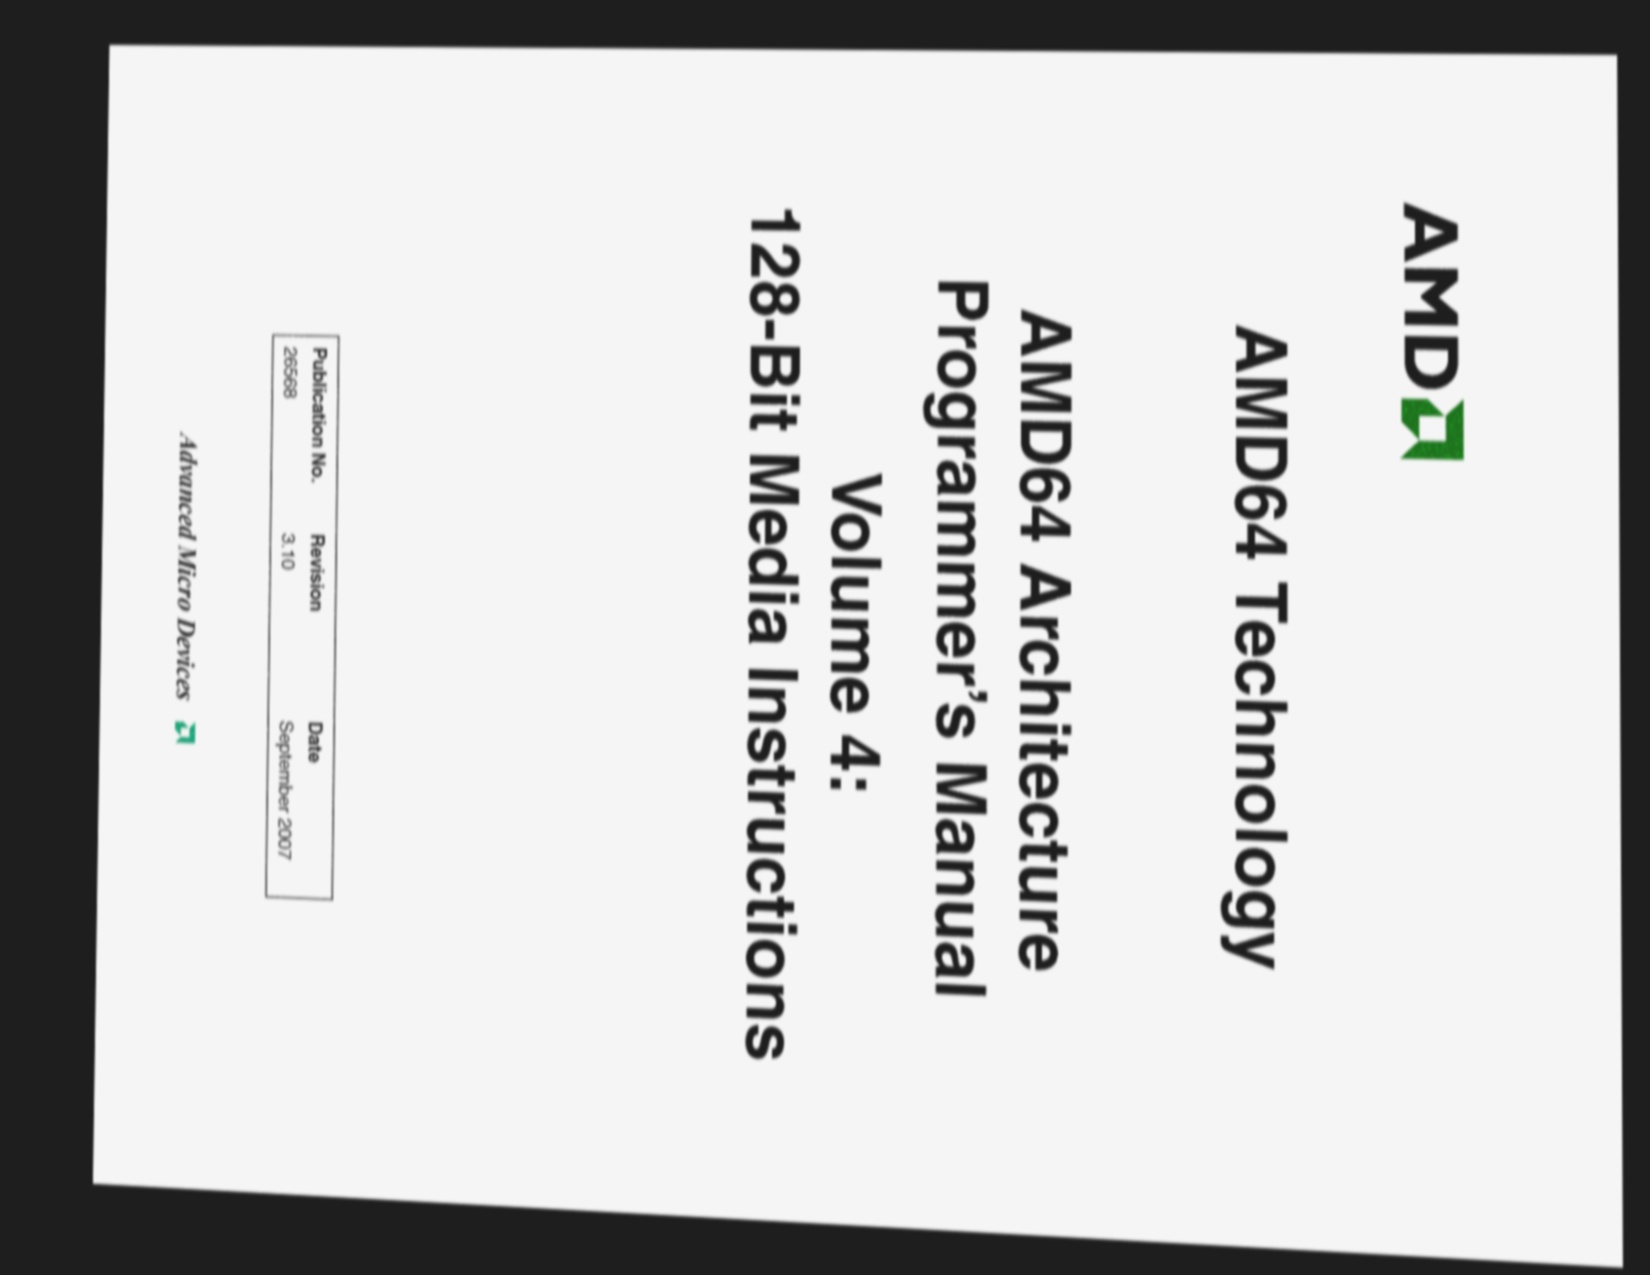 AMD
AMD64 Technology
AMD64 Architecture
Programmer's Manual
Volume 4:
128-Bit Media Instructions
Publication No. Revision Date
26568 3.10 September 2007
Advanced Micro Devices